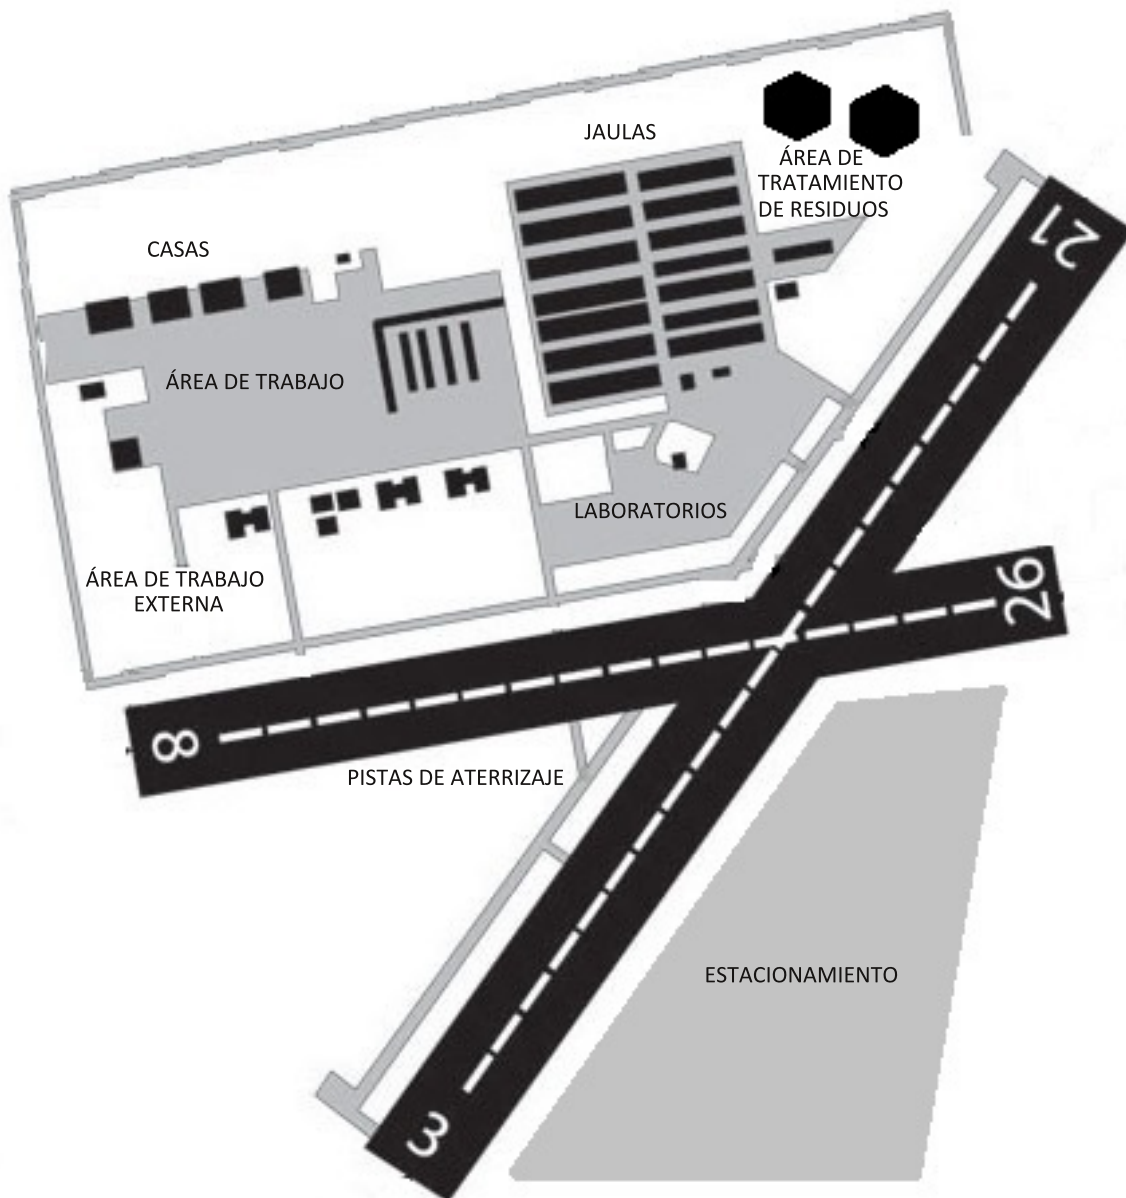 JAULAS
ÁREA DE
TRATAMIENTO
DE RESIDUOS
CASAS
21
ÁREA DE TRABAJO
LABORATORIOS
ÁREA DE TRABAJO
EXTERNA
26
8
PISTAS DE ATERRIZAJE
ESTACIONAMIENTO
3